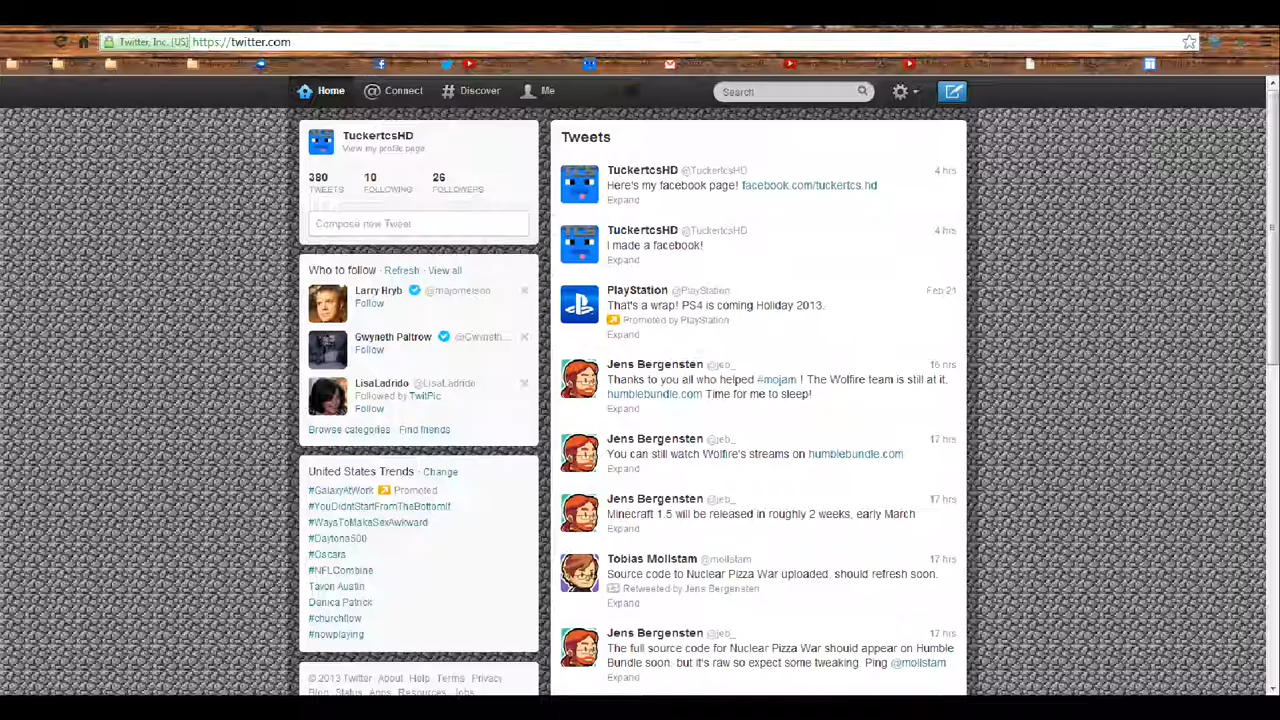 Twitter, Inc. [US] https://twitter.com
Home Connect Discover Me Search
TuckertcsHD
View my profile page
380 10 26
TWEETS FOLLOWING FOLLOWERS
Compose new Tweet
Who to follow · Refresh · View all
Larry Hryb @majornelson
Follow
Gwyneth Paltrow @Gwyneth...
Follow
LisaLadrido @LisaLadrido
Followed by TwitPic
Follow
Browse categories · Find friends
United States Trends · Change
#GalaxyAtWork Promoted
#YouDidntStartFromTheBottomIf
#WaysToMakeSexAwkward
#Daytona500
#Oscars
#NFLCombine
Tavon Austin
Danica Patrick
#churchflow
#nowplaying
© 2013 Twitter About Help Terms Privacy
Blog Status Apps Resources Jobs
Tweets
TuckertcsHD @TuckertcsHD 4 hrs
Here's my facebook page! facebook.com/tuckertcs.hd
Expand
TuckertcsHD @TuckertcsHD 4 hrs
I made a facebook!
Expand
PlayStation @PlayStation Feb 21
That's a wrap! PS4 is coming Holiday 2013.
Promoted by PlayStation
Expand
Jens Bergensten @jeb_ 16 hrs
Thanks to you all who helped #mojam ! The Wolfire team is still at it,
humblebundle.com Time for me to sleep!
Expand
Jens Bergensten @jeb_ 17 hrs
You can still watch Wolfire's streams on humblebundle.com
Expand
Jens Bergensten @jeb_ 17 hrs
Minecraft 1.5 will be released in roughly 2 weeks, early March
Expand
Tobias Mollstam @mollstam 17 hrs
Source code to Nuclear Pizza War uploaded, should refresh soon.
Retweeted by Jens Bergensten
Expand
Jens Bergensten @jeb_ 17 hrs
The full source code for Nuclear Pizza War should appear on Humble
Bundle soon, but it's raw so expect some tweaking. Ping @mollstam
Expand